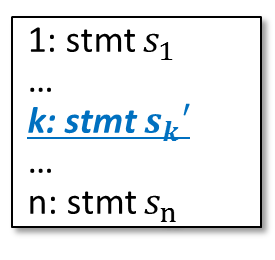 1: stmt s₁
...
k: stmt sₖ′
...
n: stmt sₙ